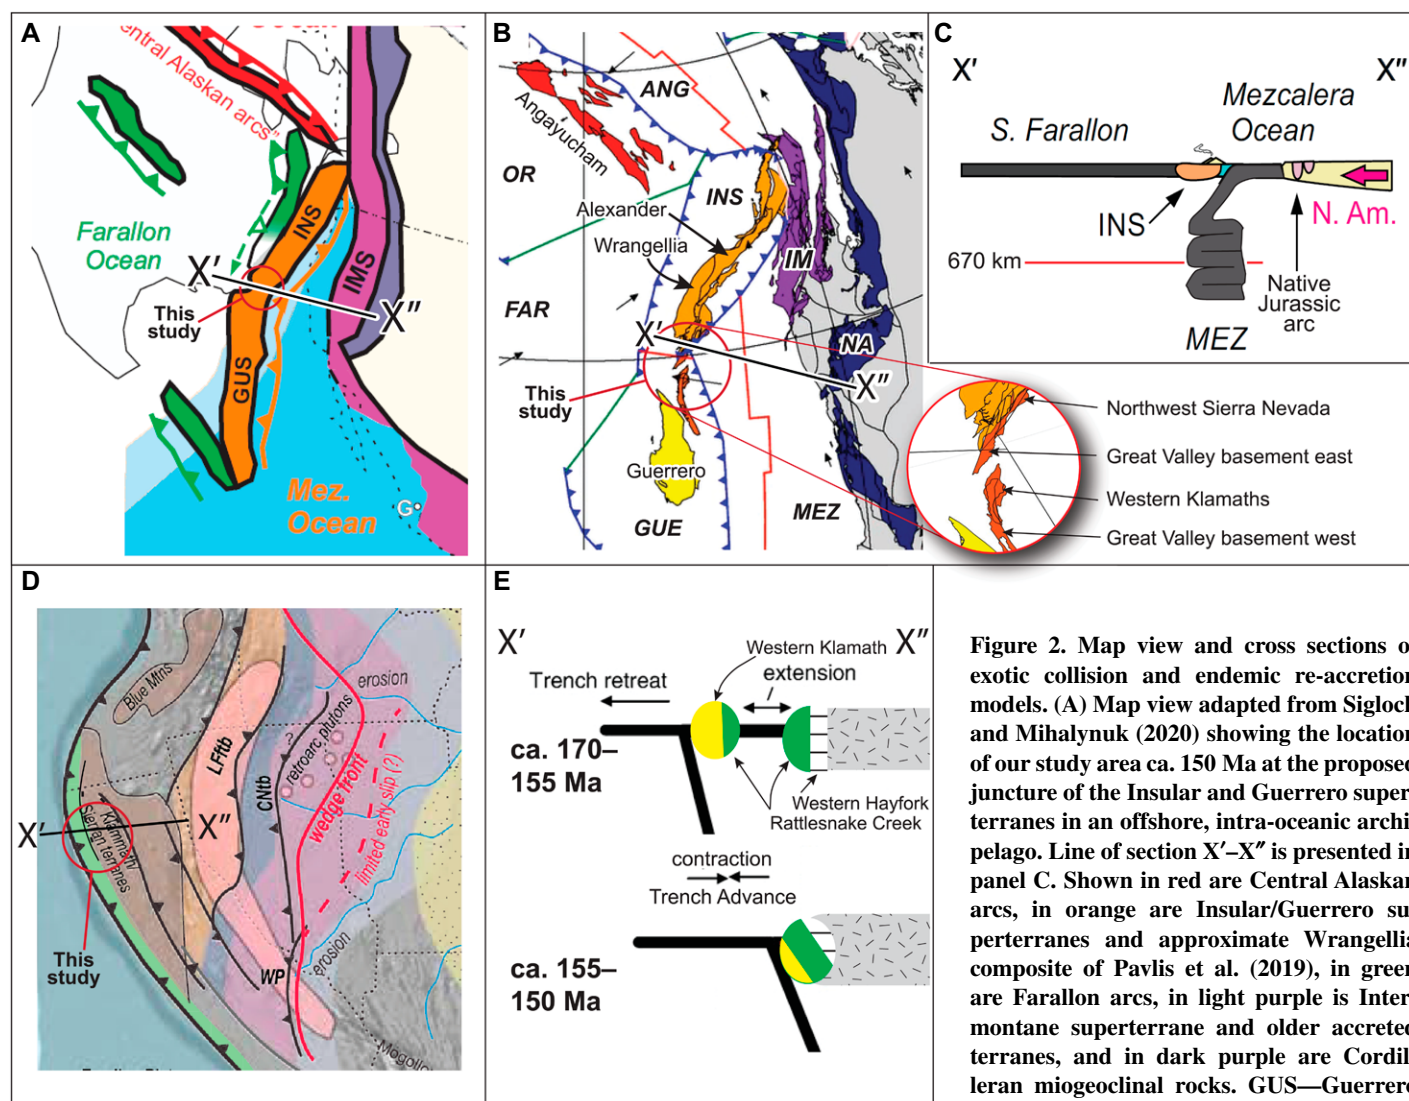 A
Ocean
entral Alaskan arcs"
Farallon
Ocean
INS
IMS
GUS
X′
X″
This
study
Mez.
Ocean
G
B
ANG
Angayucham
OR
INS
Alexander
Wrangellia
IM
FAR
NA
X′
X″
This
study
Guerrero
GUE
MEZ
Northwest Sierra Nevada
Great Valley basement east
Western Klamaths
Great Valley basement west
C
X′
X″
Mezcalera
Ocean
S. Farallon
INS
N. Am.
670 km
Native
Jurassic
arc
MEZ
D
Blue Mtns
erosion
LFftb
CNtb
retroarc plutons
wedge front
limited early slip (?)
X′
X″
Klammath/
Sierran terranes
This
study
WP
erosion
E
X′
X″
Western Klamath
extension
Trench retreat
ca. 170–
155 Ma
Western Hayfork
Rattlesnake Creek
contraction
Trench Advance
ca. 155–
150 Ma
Figure 2. Map view and cross sections o
exotic collision and endemic re-accretion
models. (A) Map view adapted from Sigloch
and Mihalynuk (2020) showing the location
of our study area ca. 150 Ma at the proposed
juncture of the Insular and Guerrero super
terranes in an offshore, intra-oceanic archi
pelago. Line of section X′–X″ is presented in
panel C. Shown in red are Central Alaskan
arcs, in orange are Insular/Guerrero su
perterranes and approximate Wrangellia
composite of Pavlis et al. (2019), in green
are Farallon arcs, in light purple is Inter
montane superterrane and older accreted
terranes, and in dark purple are Cordil
leran miogeoclinal rocks. GUS—Guerrero